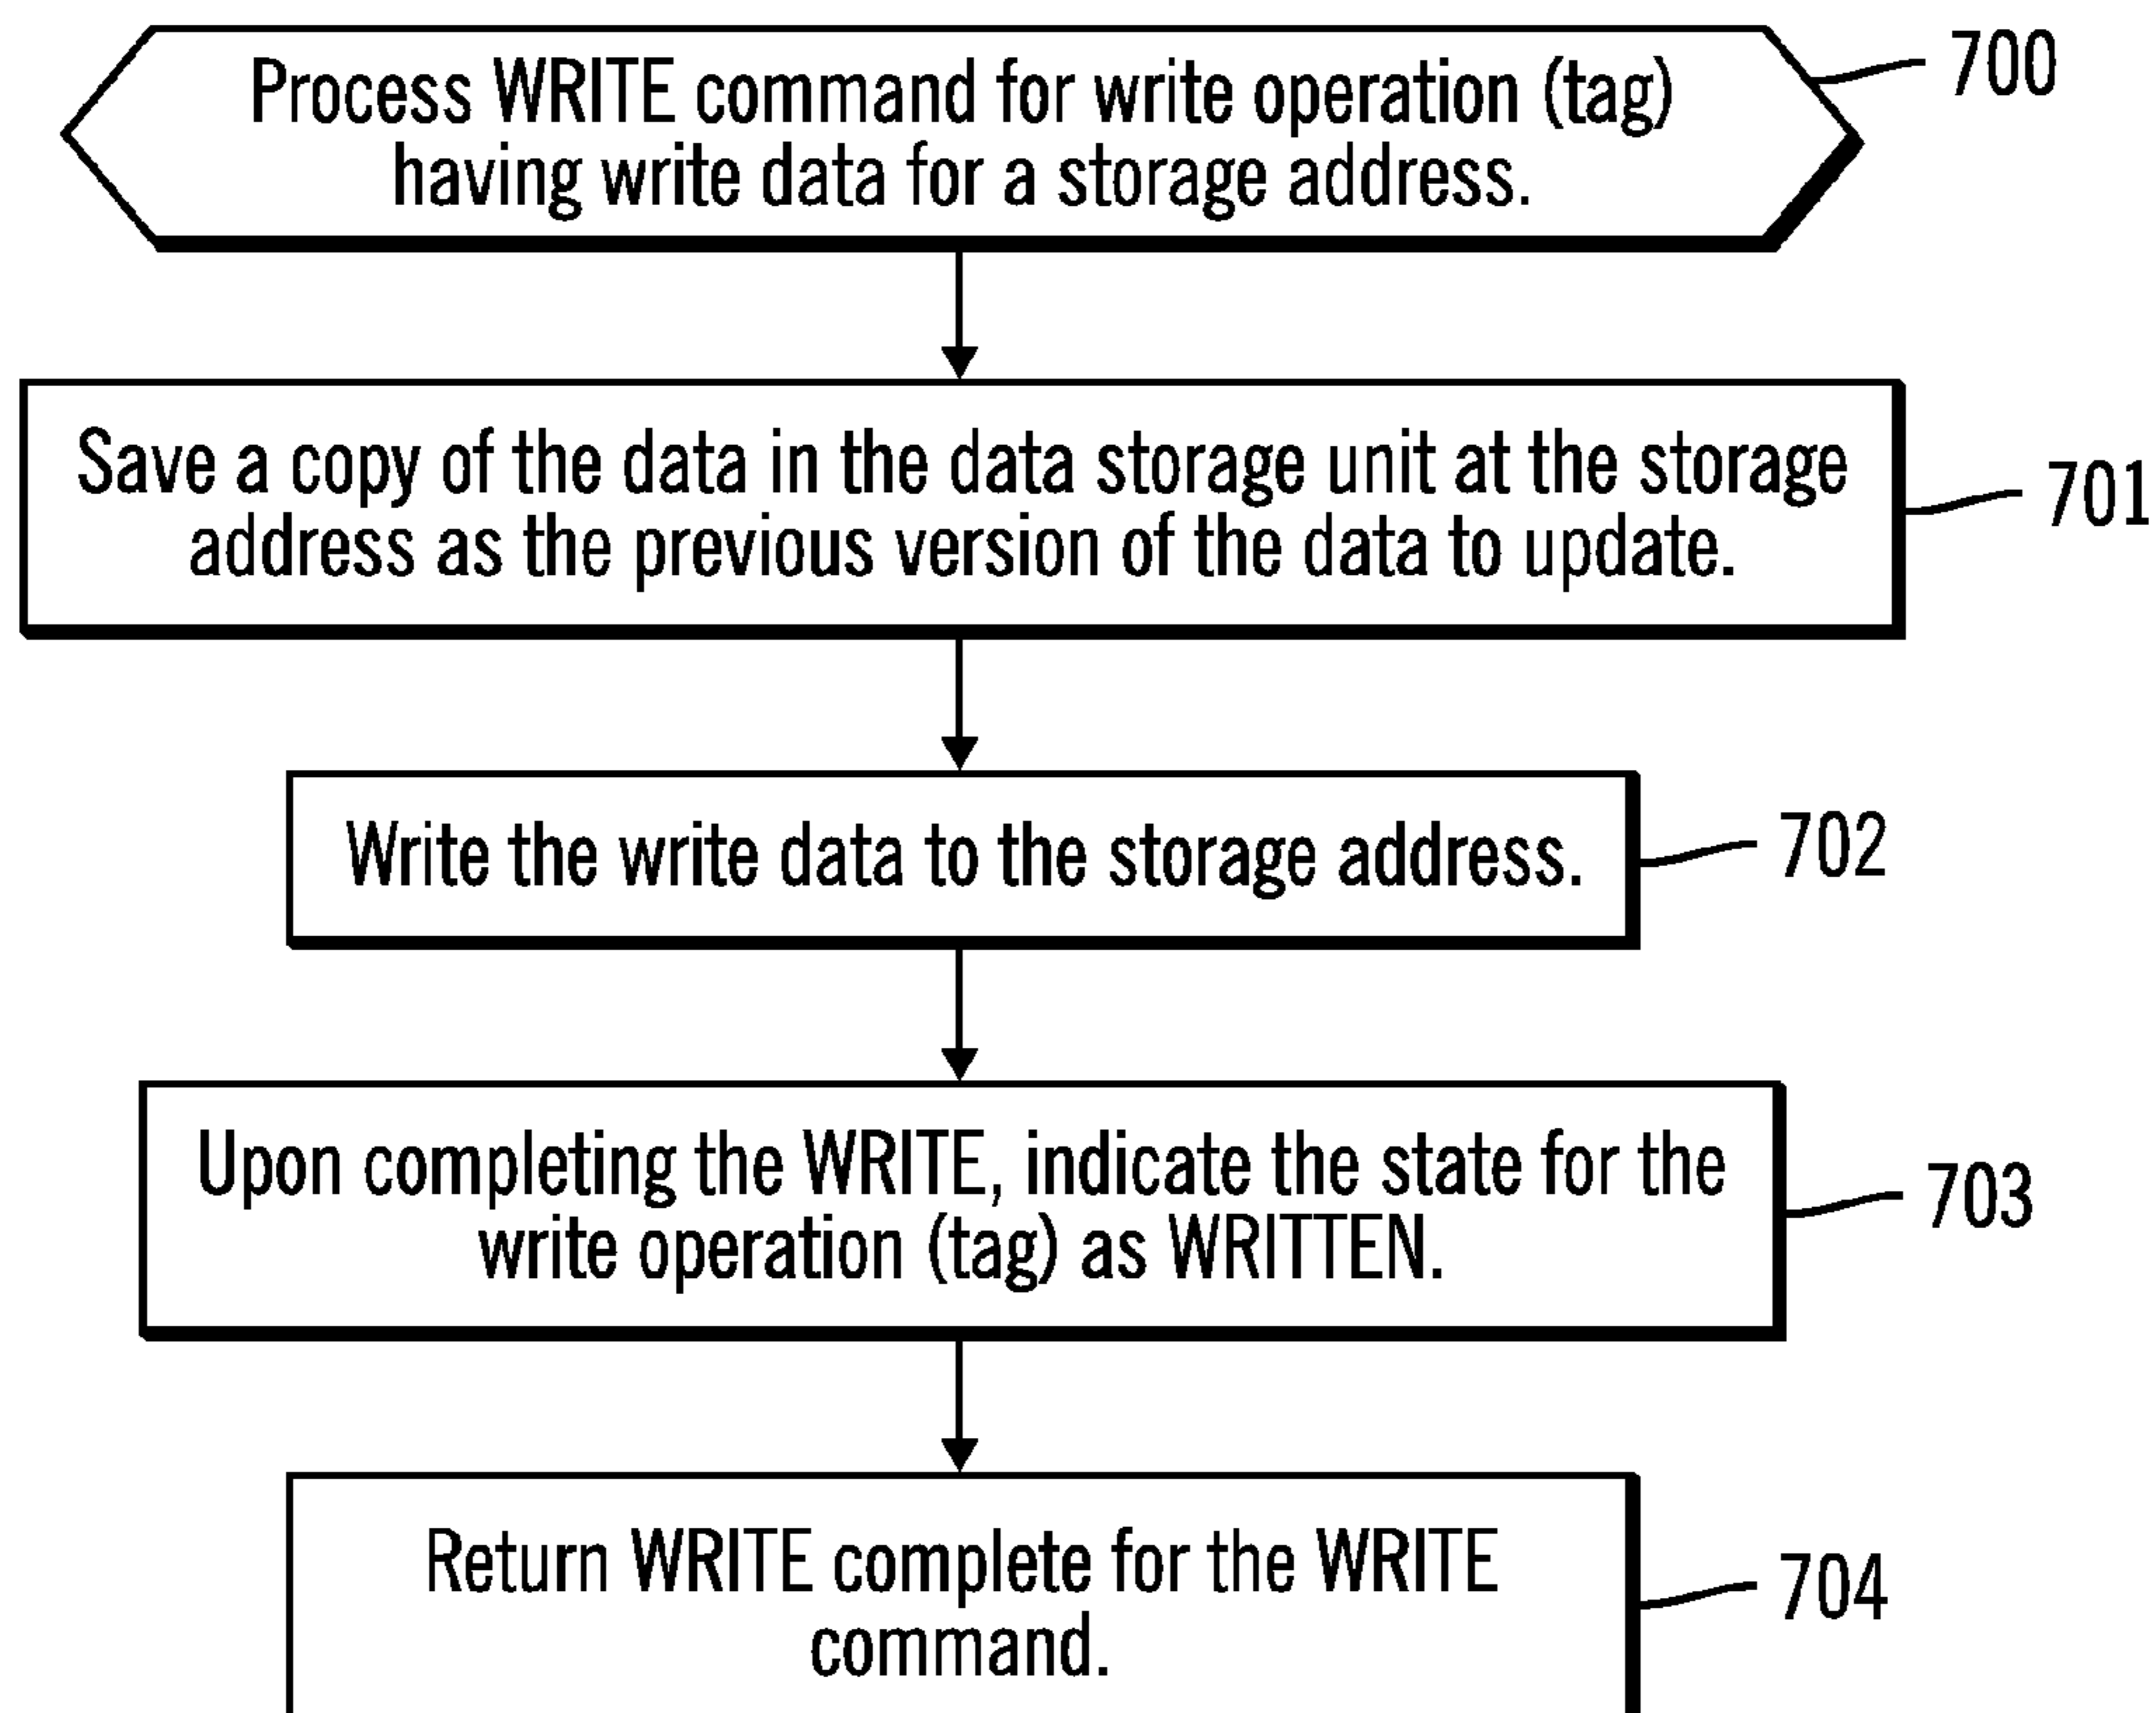 Process WRITE command for write operation (tag)
having write data for a storage address.
700
Save a copy of the data in the data storage unit at the storage
address as the previous version of the data to update.
701
Write the write data to the storage address.
702
Upon completing the WRITE, indicate the state for the
write operation (tag) as WRITTEN.
703
Return WRITE complete for the WRITE
command.
704